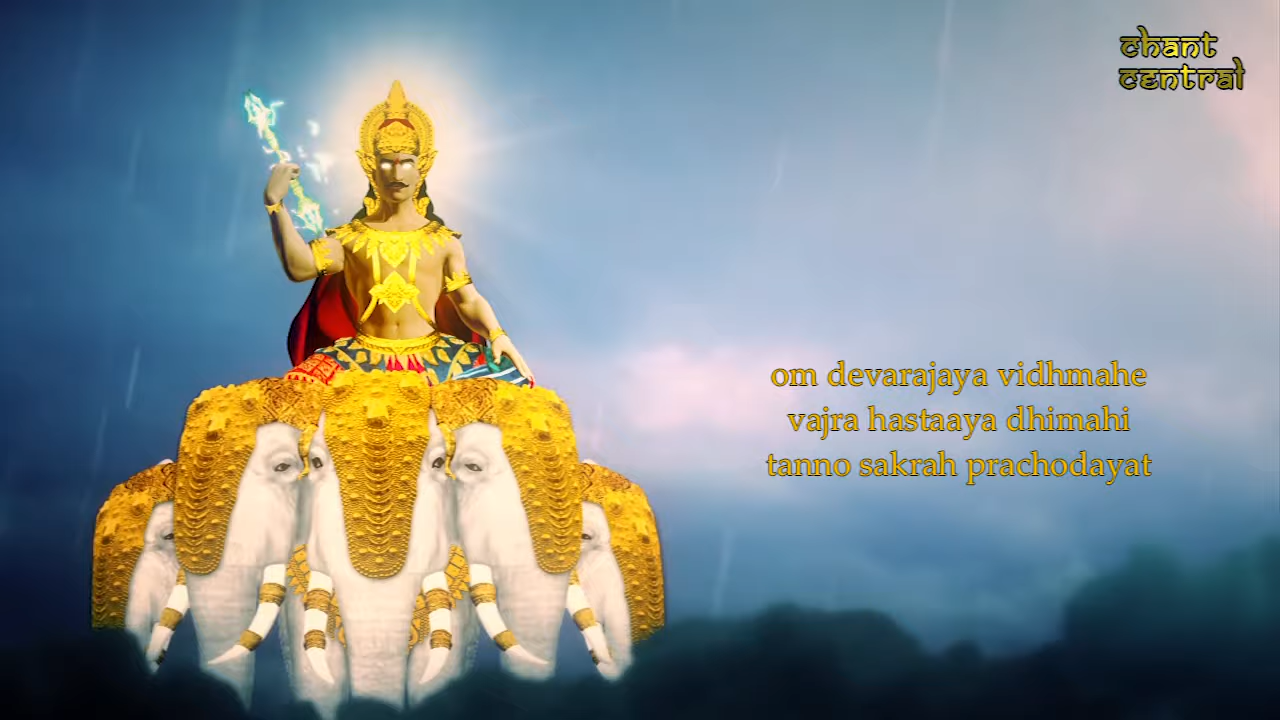 chant
central
om devarajaya vidhmahe
vajra hastaaya dhimahi
tanno sakrah prachodayat